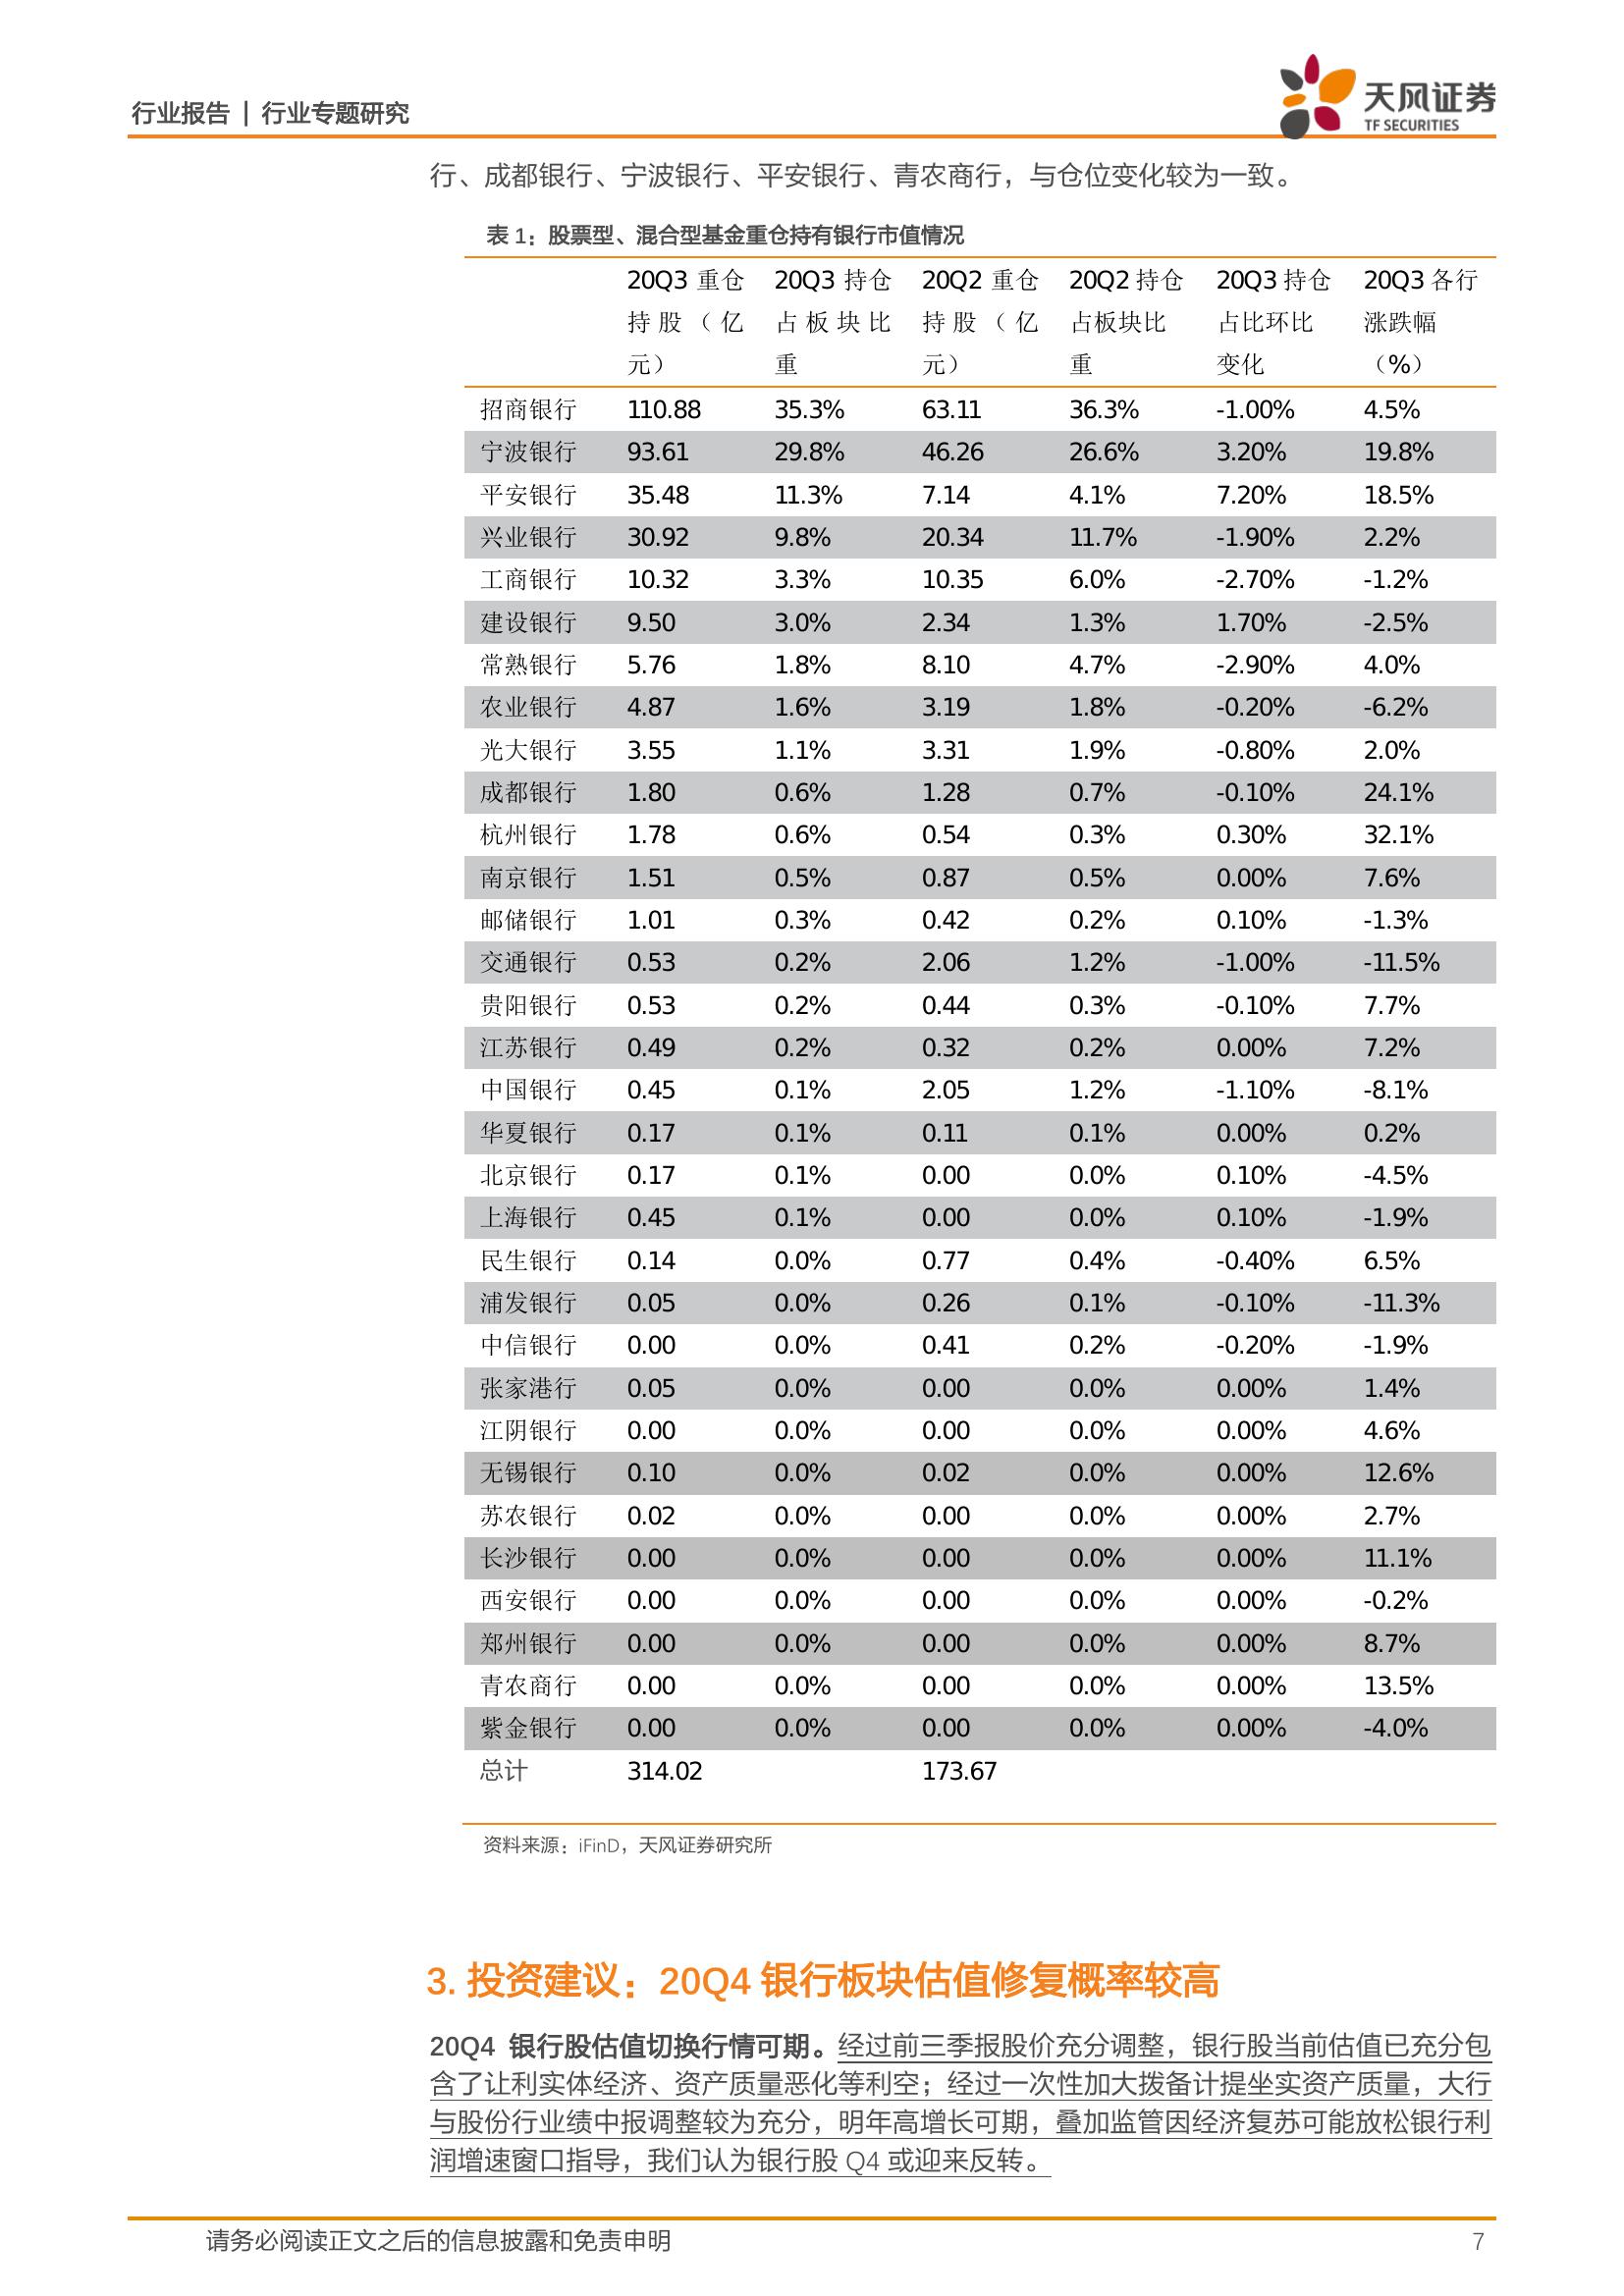 行业报告 | 行业专题研究
天风证券
TF SECURITIES
行、成都银行、宁波银行、平安银行、青农商行，与仓位变化较为一致。
表 1：股票型、混合型基金重仓持有银行市值情况
20Q3 重仓 20Q3 持仓 20Q2 重仓 20Q2 持仓 20Q3 持仓 20Q3 各行
持股（亿 占板块比 持股（亿 占板块比 占比环比 涨跌幅
元） 重 元） 重 变化 （%）
招商银行 110.88 35.3% 63.11 36.3% -1.00% 4.5%
宁波银行 93.61 29.8% 46.26 26.6% 3.20% 19.8%
平安银行 35.48 11.3% 7.14 4.1% 7.20% 18.5%
兴业银行 30.92 9.8% 20.34 11.7% -1.90% 2.2%
工商银行 10.32 3.3% 10.35 6.0% -2.70% -1.2%
建设银行 9.50 3.0% 2.34 1.3% 1.70% -2.5%
常熟银行 5.76 1.8% 8.10 4.7% -2.90% 4.0%
农业银行 4.87 1.6% 3.19 1.8% -0.20% -6.2%
光大银行 3.55 1.1% 3.31 1.9% -0.80% 2.0%
成都银行 1.80 0.6% 1.28 0.7% -0.10% 24.1%
杭州银行 1.78 0.6% 0.54 0.3% 0.30% 32.1%
南京银行 1.51 0.5% 0.87 0.5% 0.00% 7.6%
邮储银行 1.01 0.3% 0.42 0.2% 0.10% -1.3%
交通银行 0.53 0.2% 2.06 1.2% -1.00% -11.5%
贵阳银行 0.53 0.2% 0.44 0.3% -0.10% 7.7%
江苏银行 0.49 0.2% 0.32 0.2% 0.00% 7.2%
中国银行 0.45 0.1% 2.05 1.2% -1.10% -8.1%
华夏银行 0.17 0.1% 0.11 0.1% 0.00% 0.2%
北京银行 0.17 0.1% 0.00 0.0% 0.10% -4.5%
上海银行 0.45 0.1% 0.00 0.0% 0.10% -1.9%
民生银行 0.14 0.0% 0.77 0.4% -0.40% 6.5%
浦发银行 0.05 0.0% 0.26 0.1% -0.10% -11.3%
中信银行 0.00 0.0% 0.41 0.2% -0.20% -1.9%
张家港行 0.05 0.0% 0.00 0.0% 0.00% 1.4%
江阴银行 0.00 0.0% 0.00 0.0% 0.00% 4.6%
无锡银行 0.10 0.0% 0.02 0.0% 0.00% 12.6%
苏农银行 0.02 0.0% 0.00 0.0% 0.00% 2.7%
长沙银行 0.00 0.0% 0.00 0.0% 0.00% 11.1%
西安银行 0.00 0.0% 0.00 0.0% 0.00% -0.2%
郑州银行 0.00 0.0% 0.00 0.0% 0.00% 8.7%
青农商行 0.00 0.0% 0.00 0.0% 0.00% 13.5%
紫金银行 0.00 0.0% 0.00 0.0% 0.00% -4.0%
总计 314.02 173.67
资料来源：iFinD，天风证券研究所
3. 投资建议：20Q4 银行板块估值修复概率较高
20Q4 银行股估值切换行情可期。经过前三季报股价充分调整，银行股当前估值已充分包
含了让利实体经济、资产质量恶化等利空；经过一次性加大拨备计提坐实资产质量，大行
与股份行业绩中报调整较为充分，明年高增长可期，叠加监管因经济复苏可能放松银行利
润增速窗口指导，我们认为银行股 Q4 或迎来反转。
请务必阅读正文之后的信息披露和免责申明 7